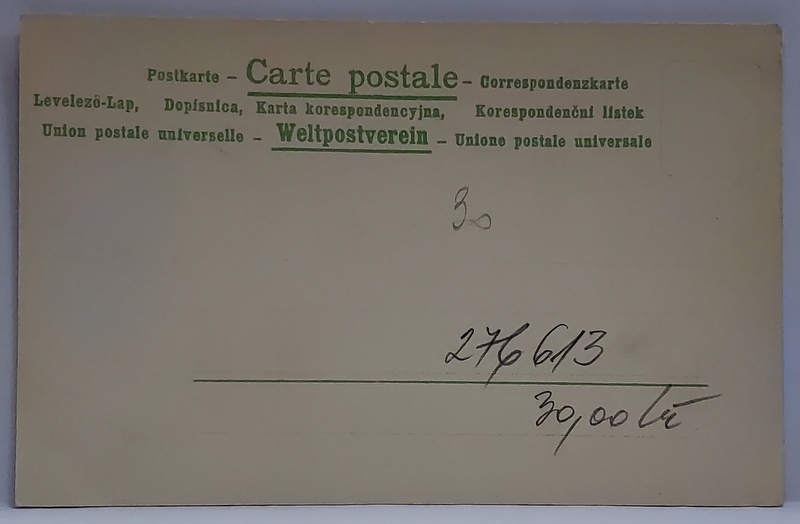 Postkarte – Carte postale – Correspondenzkarte
Levelező-Lap, Dopisnica, Karta korespondencyjna, Korespondenční lístek
Union postale universelle – Weltpostverein – Unione postale universale
30
276613
30,00